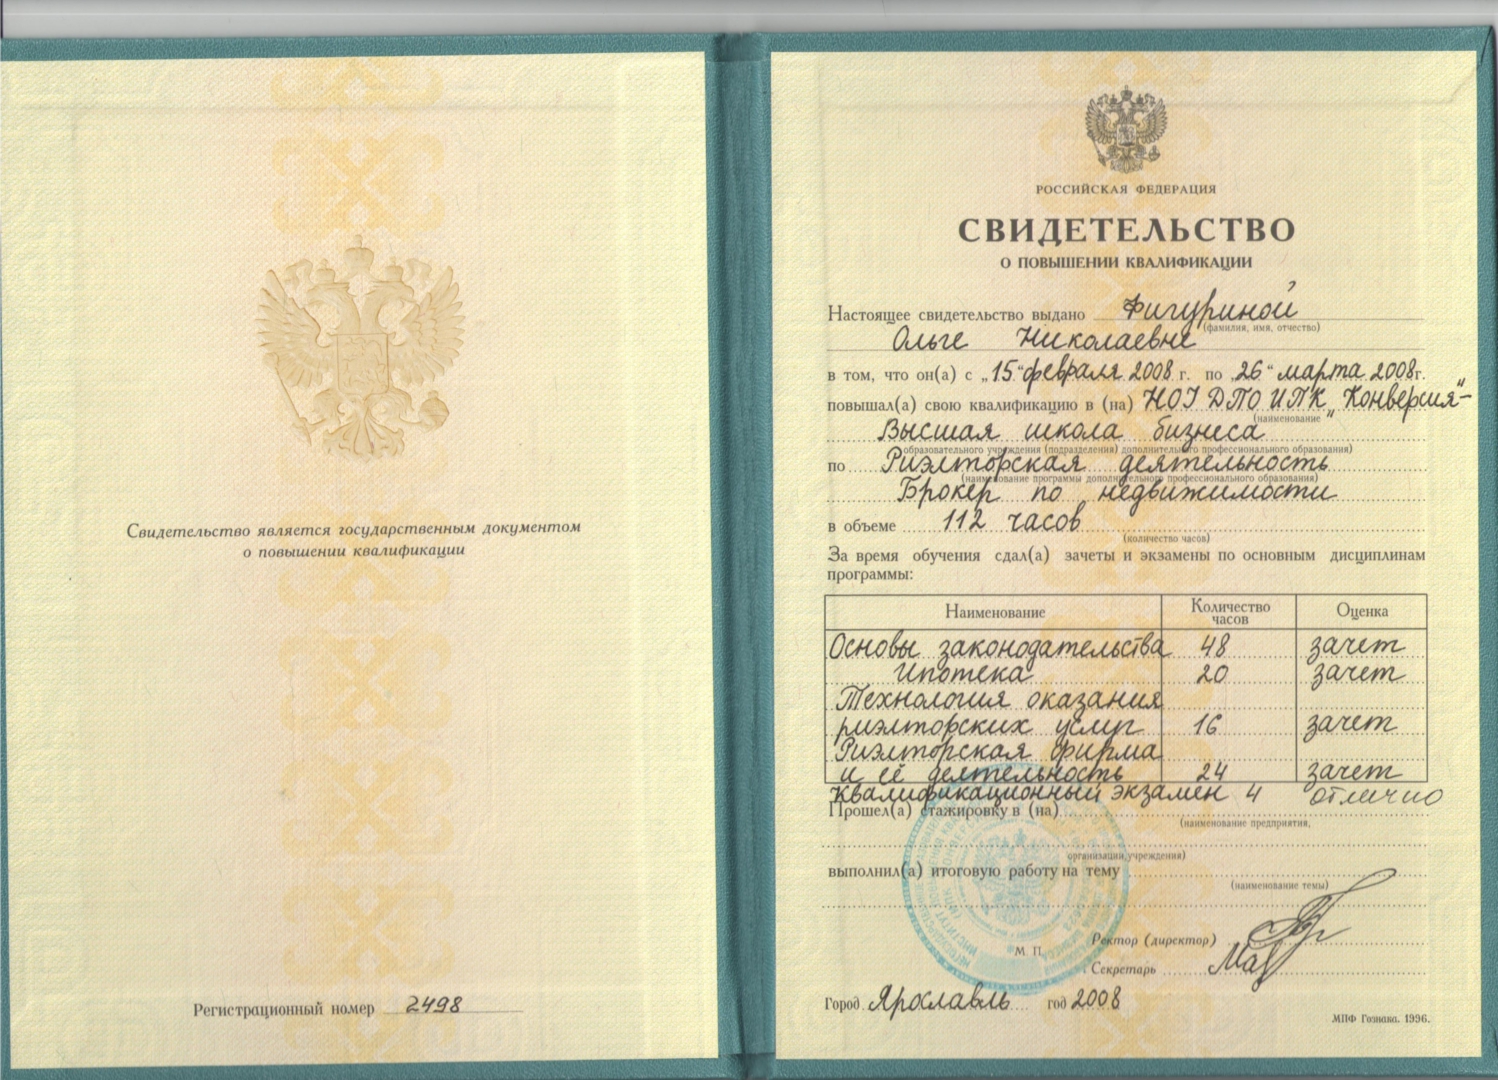 Свидетельство является государственным документом
о повышении квалификации
Регистрационный номер 2498
РОССИЙСКАЯ ФЕДЕРАЦИЯ
СВИДЕТЕЛЬСТВО
О ПОВЫШЕНИИ КВАЛИФИКАЦИИ
Настоящее свидетельство выдано Фигуриной
(фамилия, имя, отчество)
Ольге Николаевне
в том, что он(а) с „15“ февраля 2008 г. по „26“ марта 2008г.
повышал(а) свою квалификацию в (на) НОУ ДПО ИПК „Конверсия“-
(наименование
Высшая школа бизнеса
образовательного учреждения (подразделения) дополнительного профессионального образования)
по Риэлторская деятельность
(наименование программы дополнительного профессионального образования)
Брокер по недвижимости
в объеме 112 часов
(количество часов)
За время обучения сдал(а) зачеты и экзамены по основным дисциплинам
программы:
Наименование Количество часов Оценка
Основы законодательства 48 зачет
Ипотека 20 зачет
Технология оказания
риэлторских услуг 16 зачет
Риэлторская фирма
и её деятельность 24 зачет
Квалификационный экзамен 4 отлично
Прошел(а) стажировку в (на)
(наименование предприятия,
организации, учреждения)
выполнил(а) итоговую работу на тему
(наименование темы)
М П. Ректор (директор)
Секретарь
Город Ярославль год 2008
МПФ Гознака. 1996.